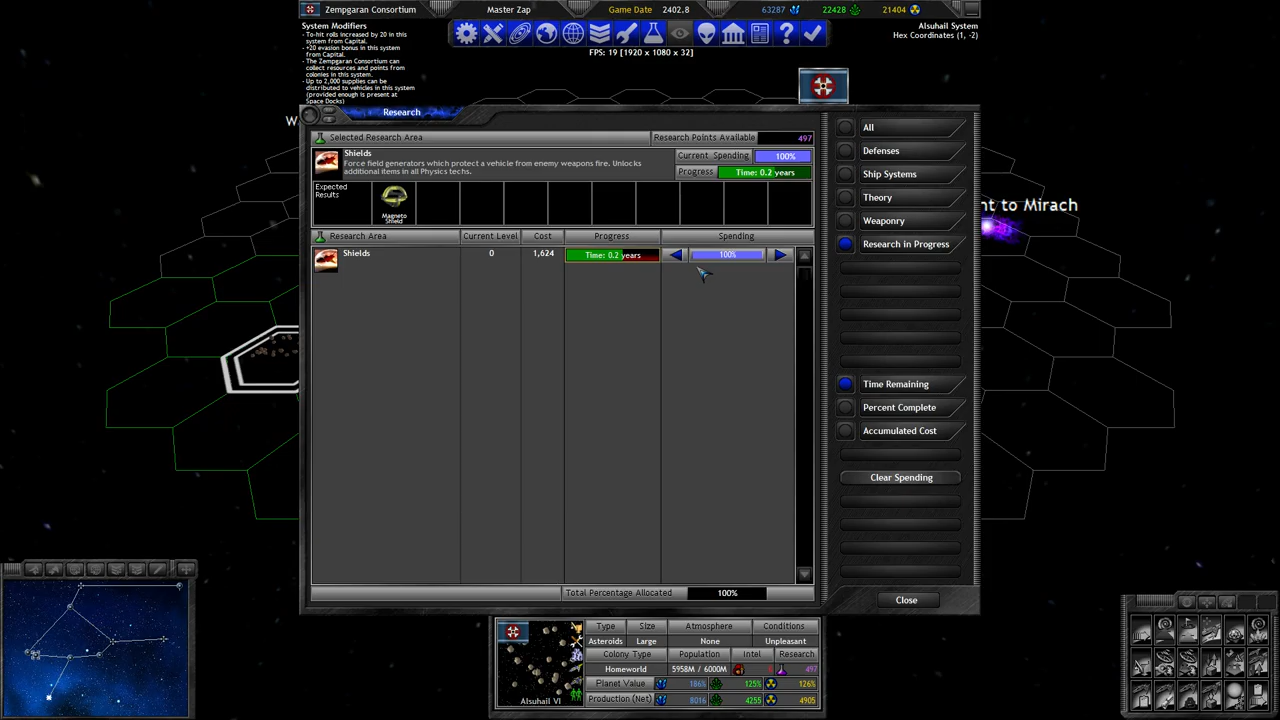 Zempgaran Consortium
Master Zap
Game Date 2402.8
63287
22428
21404
System Modifiers
- To-hit rolls increased by 20 in this
system from Capital.
- +20 evasion bonus in this system
from Capital.
- The Zempgaran Consortium can
collect resources and points from
colonies in this system.
- Up to 2,000 supplies can be
distributed to vehicles in this system
(provided enough is present at
Space Docks)
Alsuhail System
Hex Coordinates (1, -2)
FPS: 19 [1920 x 1080 x 32]
W
nt to Mirach
Research
Selected Research Area
Research Points Available 497
Shields
Force field generators which protect a vehicle from enemy weapons fire. Unlocks
additional items in all Physics techs.
Current Spending 100%
Progress Time: 0.2 years
Expected
Results
Magneto
Shield
Research Area Current Level Cost Progress Spending
Shields 0 1,624 Time: 0.2 years 100%
Total Percentage Allocated 100%
All
Defenses
Ship Systems
Theory
Weaponry
Research in Progress
Time Remaining
Percent Complete
Accumulated Cost
Clear Spending
Close
Type Size Atmosphere Conditions
Asteroids Large None Unpleasant
Colony Type Population Intel Research
Homeworld 5958M / 6000M 497
Planet Value 186% 125% 126%
Production (Net) 8016 4255 4905
Alsuhail VI